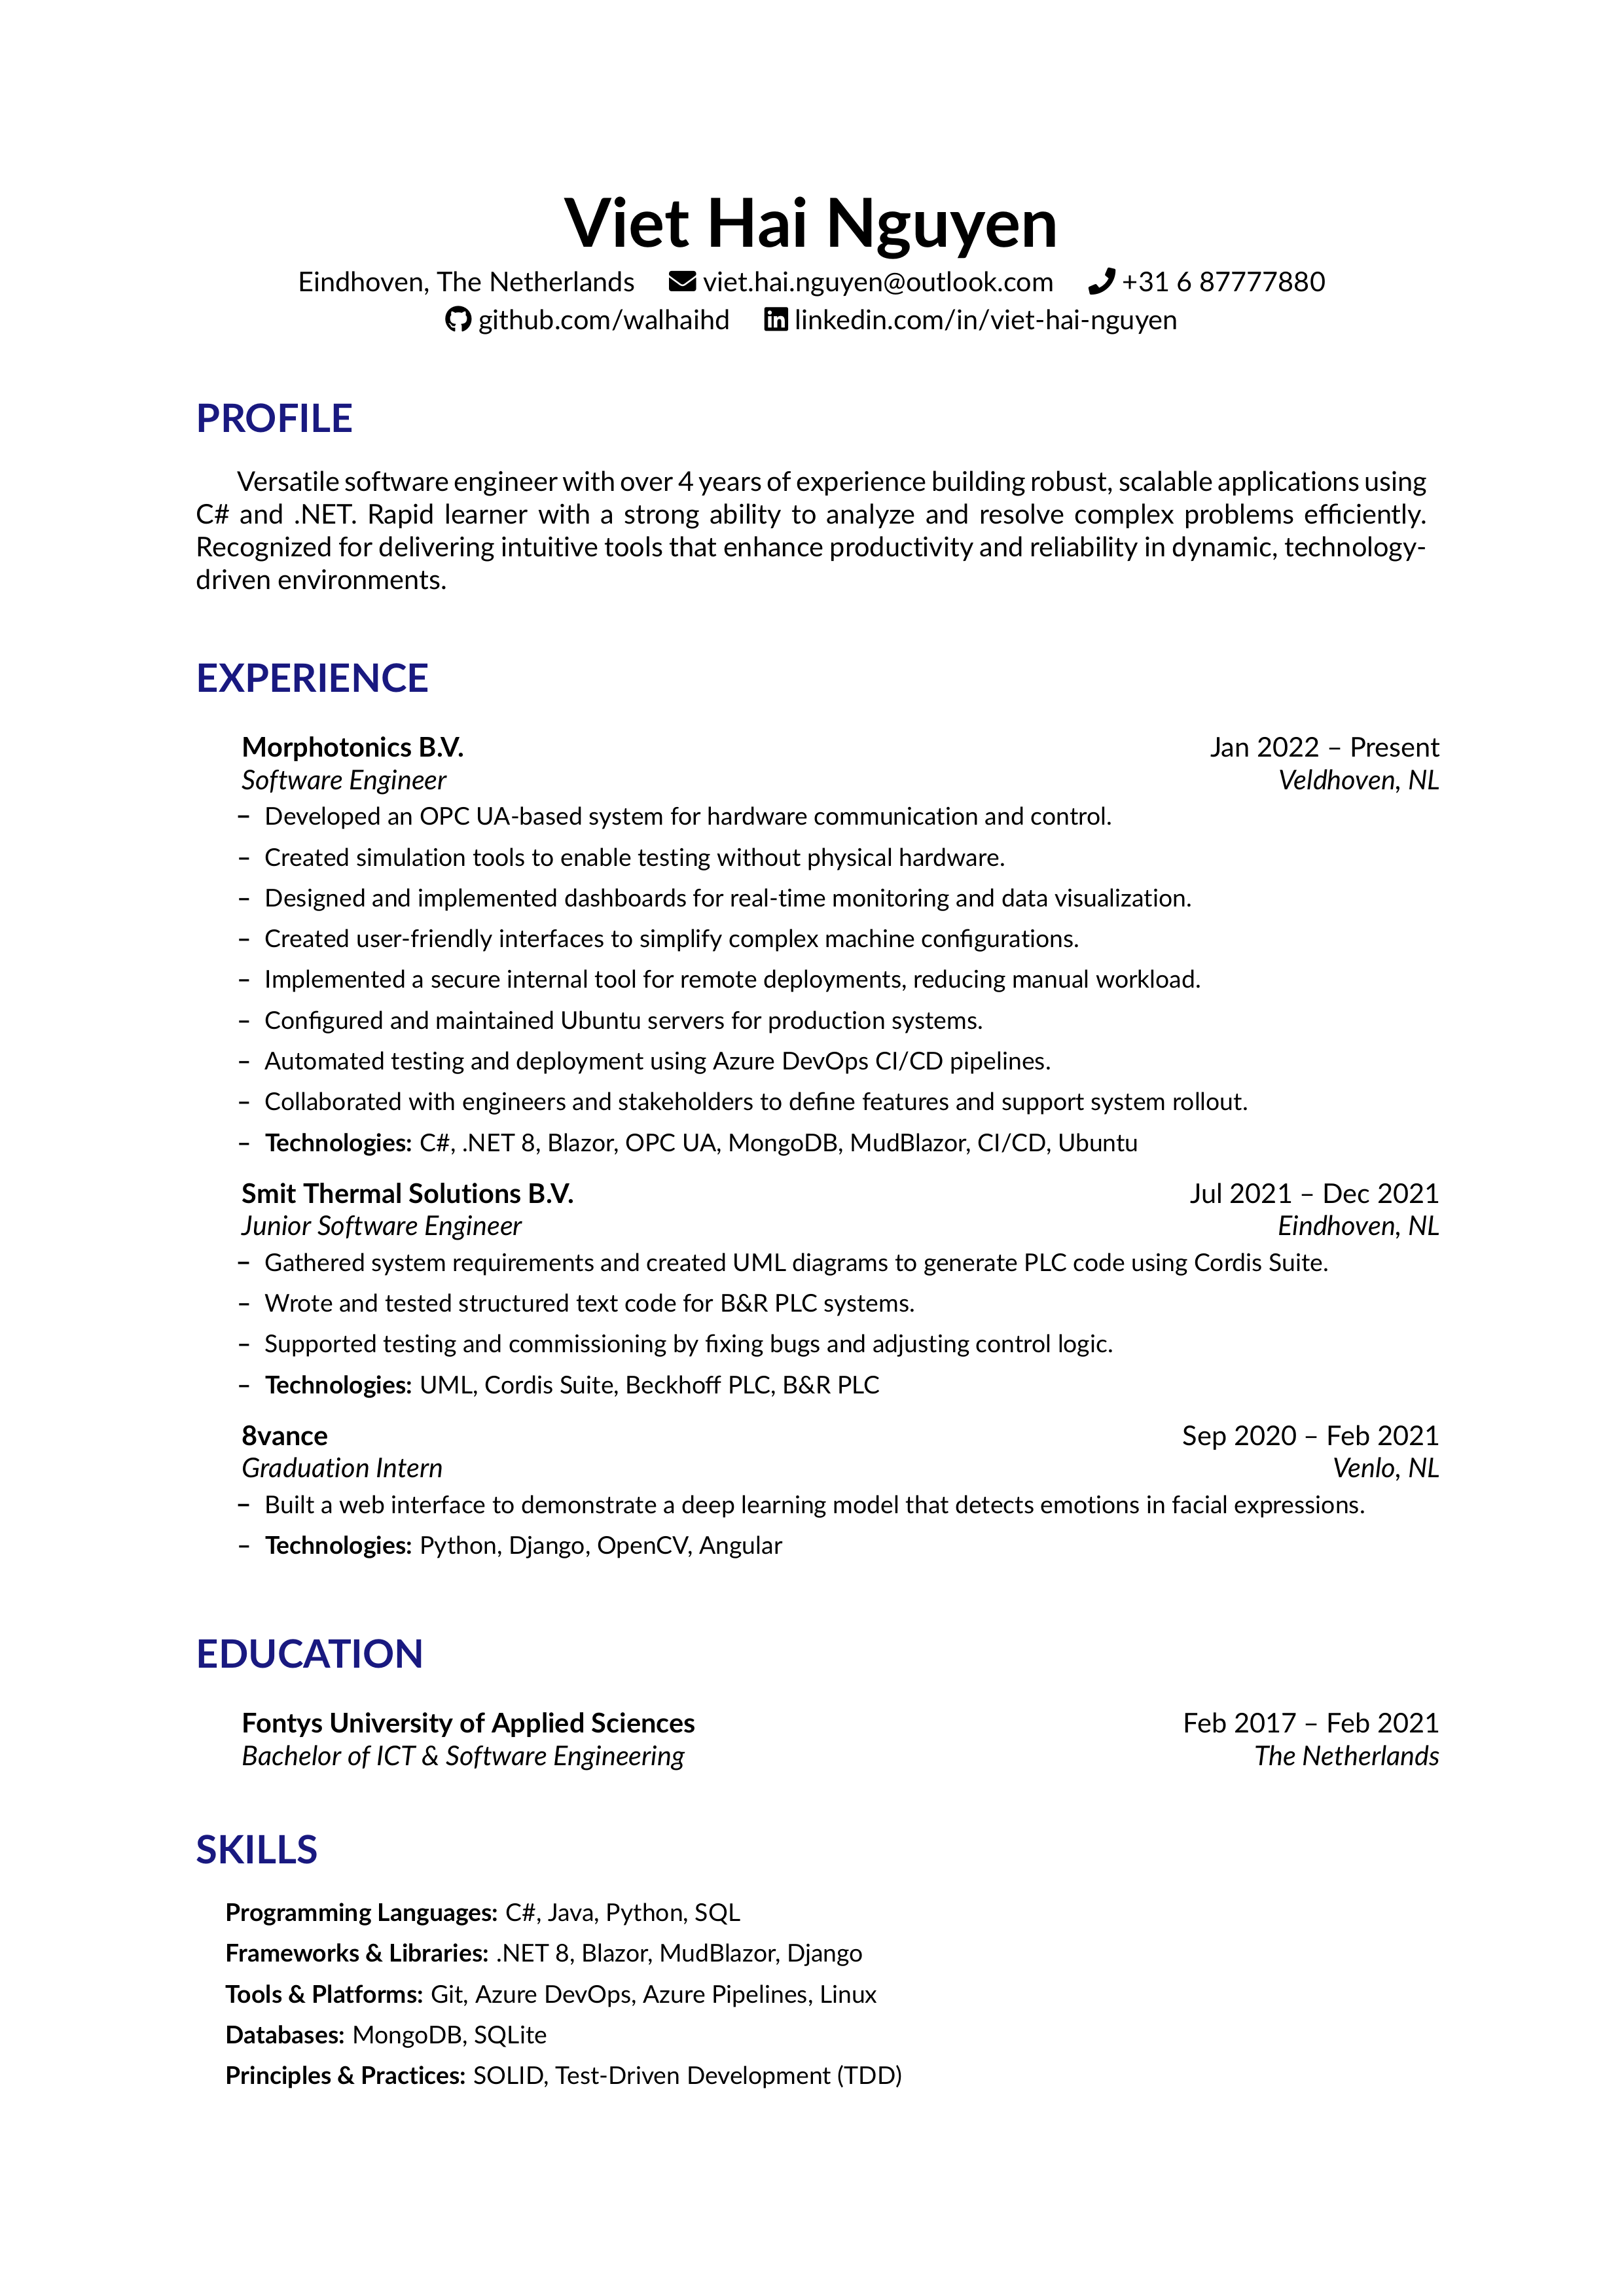 Viet Hai Nguyen
Eindhoven, The Netherlands viet.hai.nguyen@outlook.com +31 6 87777880
github.com/walhaihd linkedin.com/in/viet-hai-nguyen
PROFILE
Versatile software engineer with over 4 years of experience building robust, scalable applications using
C# and .NET. Rapid learner with a strong ability to analyze and resolve complex problems efficiently.
Recognized for delivering intuitive tools that enhance productivity and reliability in dynamic, technology-
driven environments.
EXPERIENCE
Morphotonics B.V. Jan 2022 – Present
Software Engineer Veldhoven, NL
– Developed an OPC UA-based system for hardware communication and control.
– Created simulation tools to enable testing without physical hardware.
– Designed and implemented dashboards for real-time monitoring and data visualization.
– Created user-friendly interfaces to simplify complex machine configurations.
– Implemented a secure internal tool for remote deployments, reducing manual workload.
– Configured and maintained Ubuntu servers for production systems.
– Automated testing and deployment using Azure DevOps CI/CD pipelines.
– Collaborated with engineers and stakeholders to define features and support system rollout.
– Technologies: C#, .NET 8, Blazor, OPC UA, MongoDB, MudBlazor, CI/CD, Ubuntu
Smit Thermal Solutions B.V. Jul 2021 – Dec 2021
Junior Software Engineer Eindhoven, NL
– Gathered system requirements and created UML diagrams to generate PLC code using Cordis Suite.
– Wrote and tested structured text code for B&R PLC systems.
– Supported testing and commissioning by fixing bugs and adjusting control logic.
– Technologies: UML, Cordis Suite, Beckhoff PLC, B&R PLC
8vance Sep 2020 – Feb 2021
Graduation Intern Venlo, NL
– Built a web interface to demonstrate a deep learning model that detects emotions in facial expressions.
– Technologies: Python, Django, OpenCV, Angular
EDUCATION
Fontys University of Applied Sciences Feb 2017 – Feb 2021
Bachelor of ICT & Software Engineering The Netherlands
SKILLS
Programming Languages: C#, Java, Python, SQL
Frameworks & Libraries: .NET 8, Blazor, MudBlazor, Django
Tools & Platforms: Git, Azure DevOps, Azure Pipelines, Linux
Databases: MongoDB, SQLite
Principles & Practices: SOLID, Test-Driven Development (TDD)